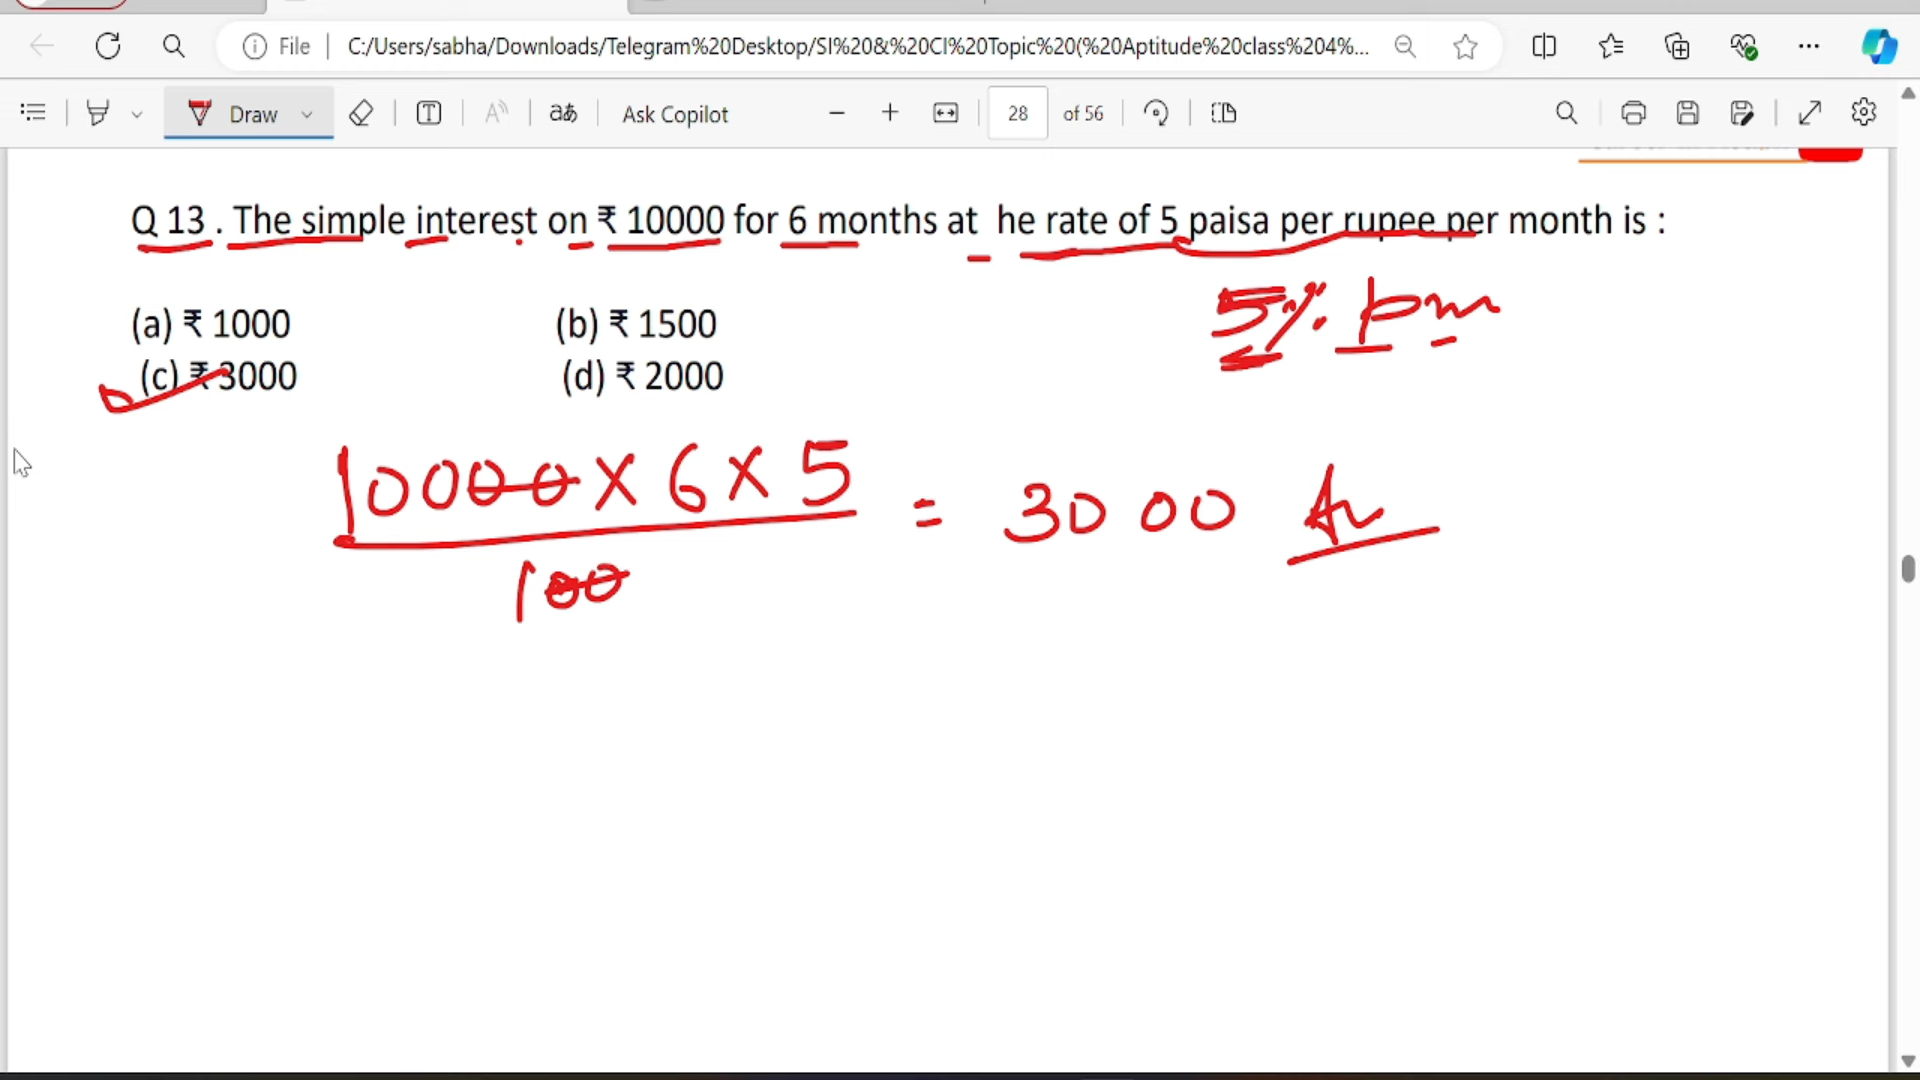 File | C:/Users/sabha/Downloads/Telegram%20Desktop/SI%20&%20CI%20Topic%20(%20Aptitude%20class%204%...
Draw T A aあ Ask Copilot − + 28 of 56
Q 13 . The simple interest on ₹ 10000 for 6 months at he rate of 5 paisa per rupee per month is :
5% pm
(a) ₹ 1000 (b) ₹ 1500
(c) ₹ 3000 (d) ₹ 2000
10000 X 6 X 5 = 3000
100